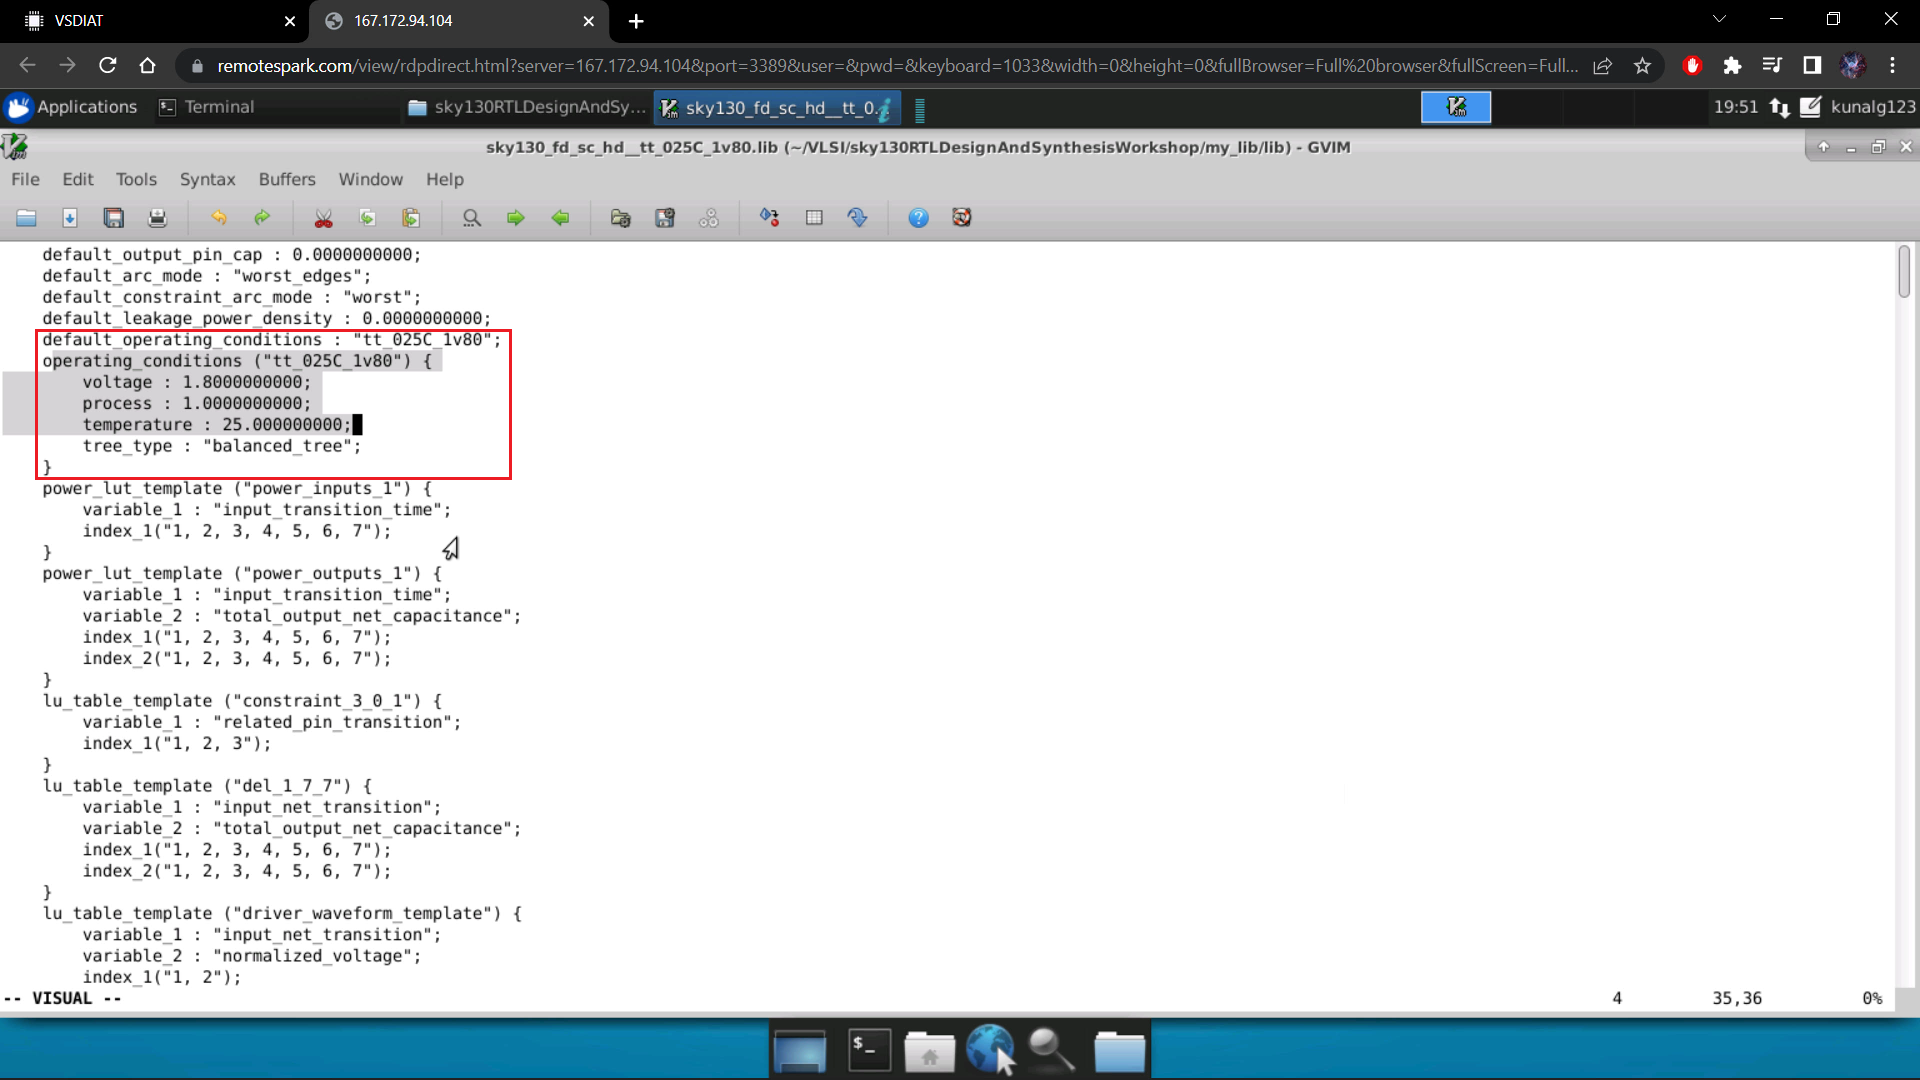 VSDIAT
167.172.94.104
remotespark.com/view/rdpdirect.html?server=167.172.94.104&port=3389&user=&pwd=&keyboard=1033&width=0&height=0&fullBrowser=Full%20browser&fullScreen=Full...
Applications
Terminal
sky130RTLDesignAndSy...
sky130_fd_sc_hd__tt_0.
19:51
kunalg123
sky130_fd_sc_hd__tt_025C_1v80.lib (~/VLSI/sky130RTLDesignAndSynthesisWorkshop/my_lib/lib) - GVIM
File Edit Tools Syntax Buffers Window Help
default_output_pin_cap : 0.0000000000;
default_arc_mode : "worst_edges";
default_constraint_arc_mode : "worst";
default_leakage_power_density : 0.0000000000;
default_operating_conditions : "tt_025C_1v80";
operating_conditions ("tt_025C_1v80") {
voltage : 1.8000000000;
process : 1.0000000000;
temperature : 25.000000000;
tree_type : "balanced_tree";
}
power_lut_template ("power_inputs_1") {
variable_1 : "input_transition_time";
index_1("1, 2, 3, 4, 5, 6, 7");
}
power_lut_template ("power_outputs_1") {
variable_1 : "input_transition_time";
variable_2 : "total_output_net_capacitance";
index_1("1, 2, 3, 4, 5, 6, 7");
index_2("1, 2, 3, 4, 5, 6, 7");
}
lu_table_template ("constraint_3_0_1") {
variable_1 : "related_pin_transition";
index_1("1, 2, 3");
}
lu_table_template ("del_1_7_7") {
variable_1 : "input_net_transition";
variable_2 : "total_output_net_capacitance";
index_1("1, 2, 3, 4, 5, 6, 7");
index_2("1, 2, 3, 4, 5, 6, 7");
}
lu_table_template ("driver_waveform_template") {
variable_1 : "input_net_transition";
variable_2 : "normalized_voltage";
index_1("1, 2");
-- VISUAL -- 4 35,36 0%
$_